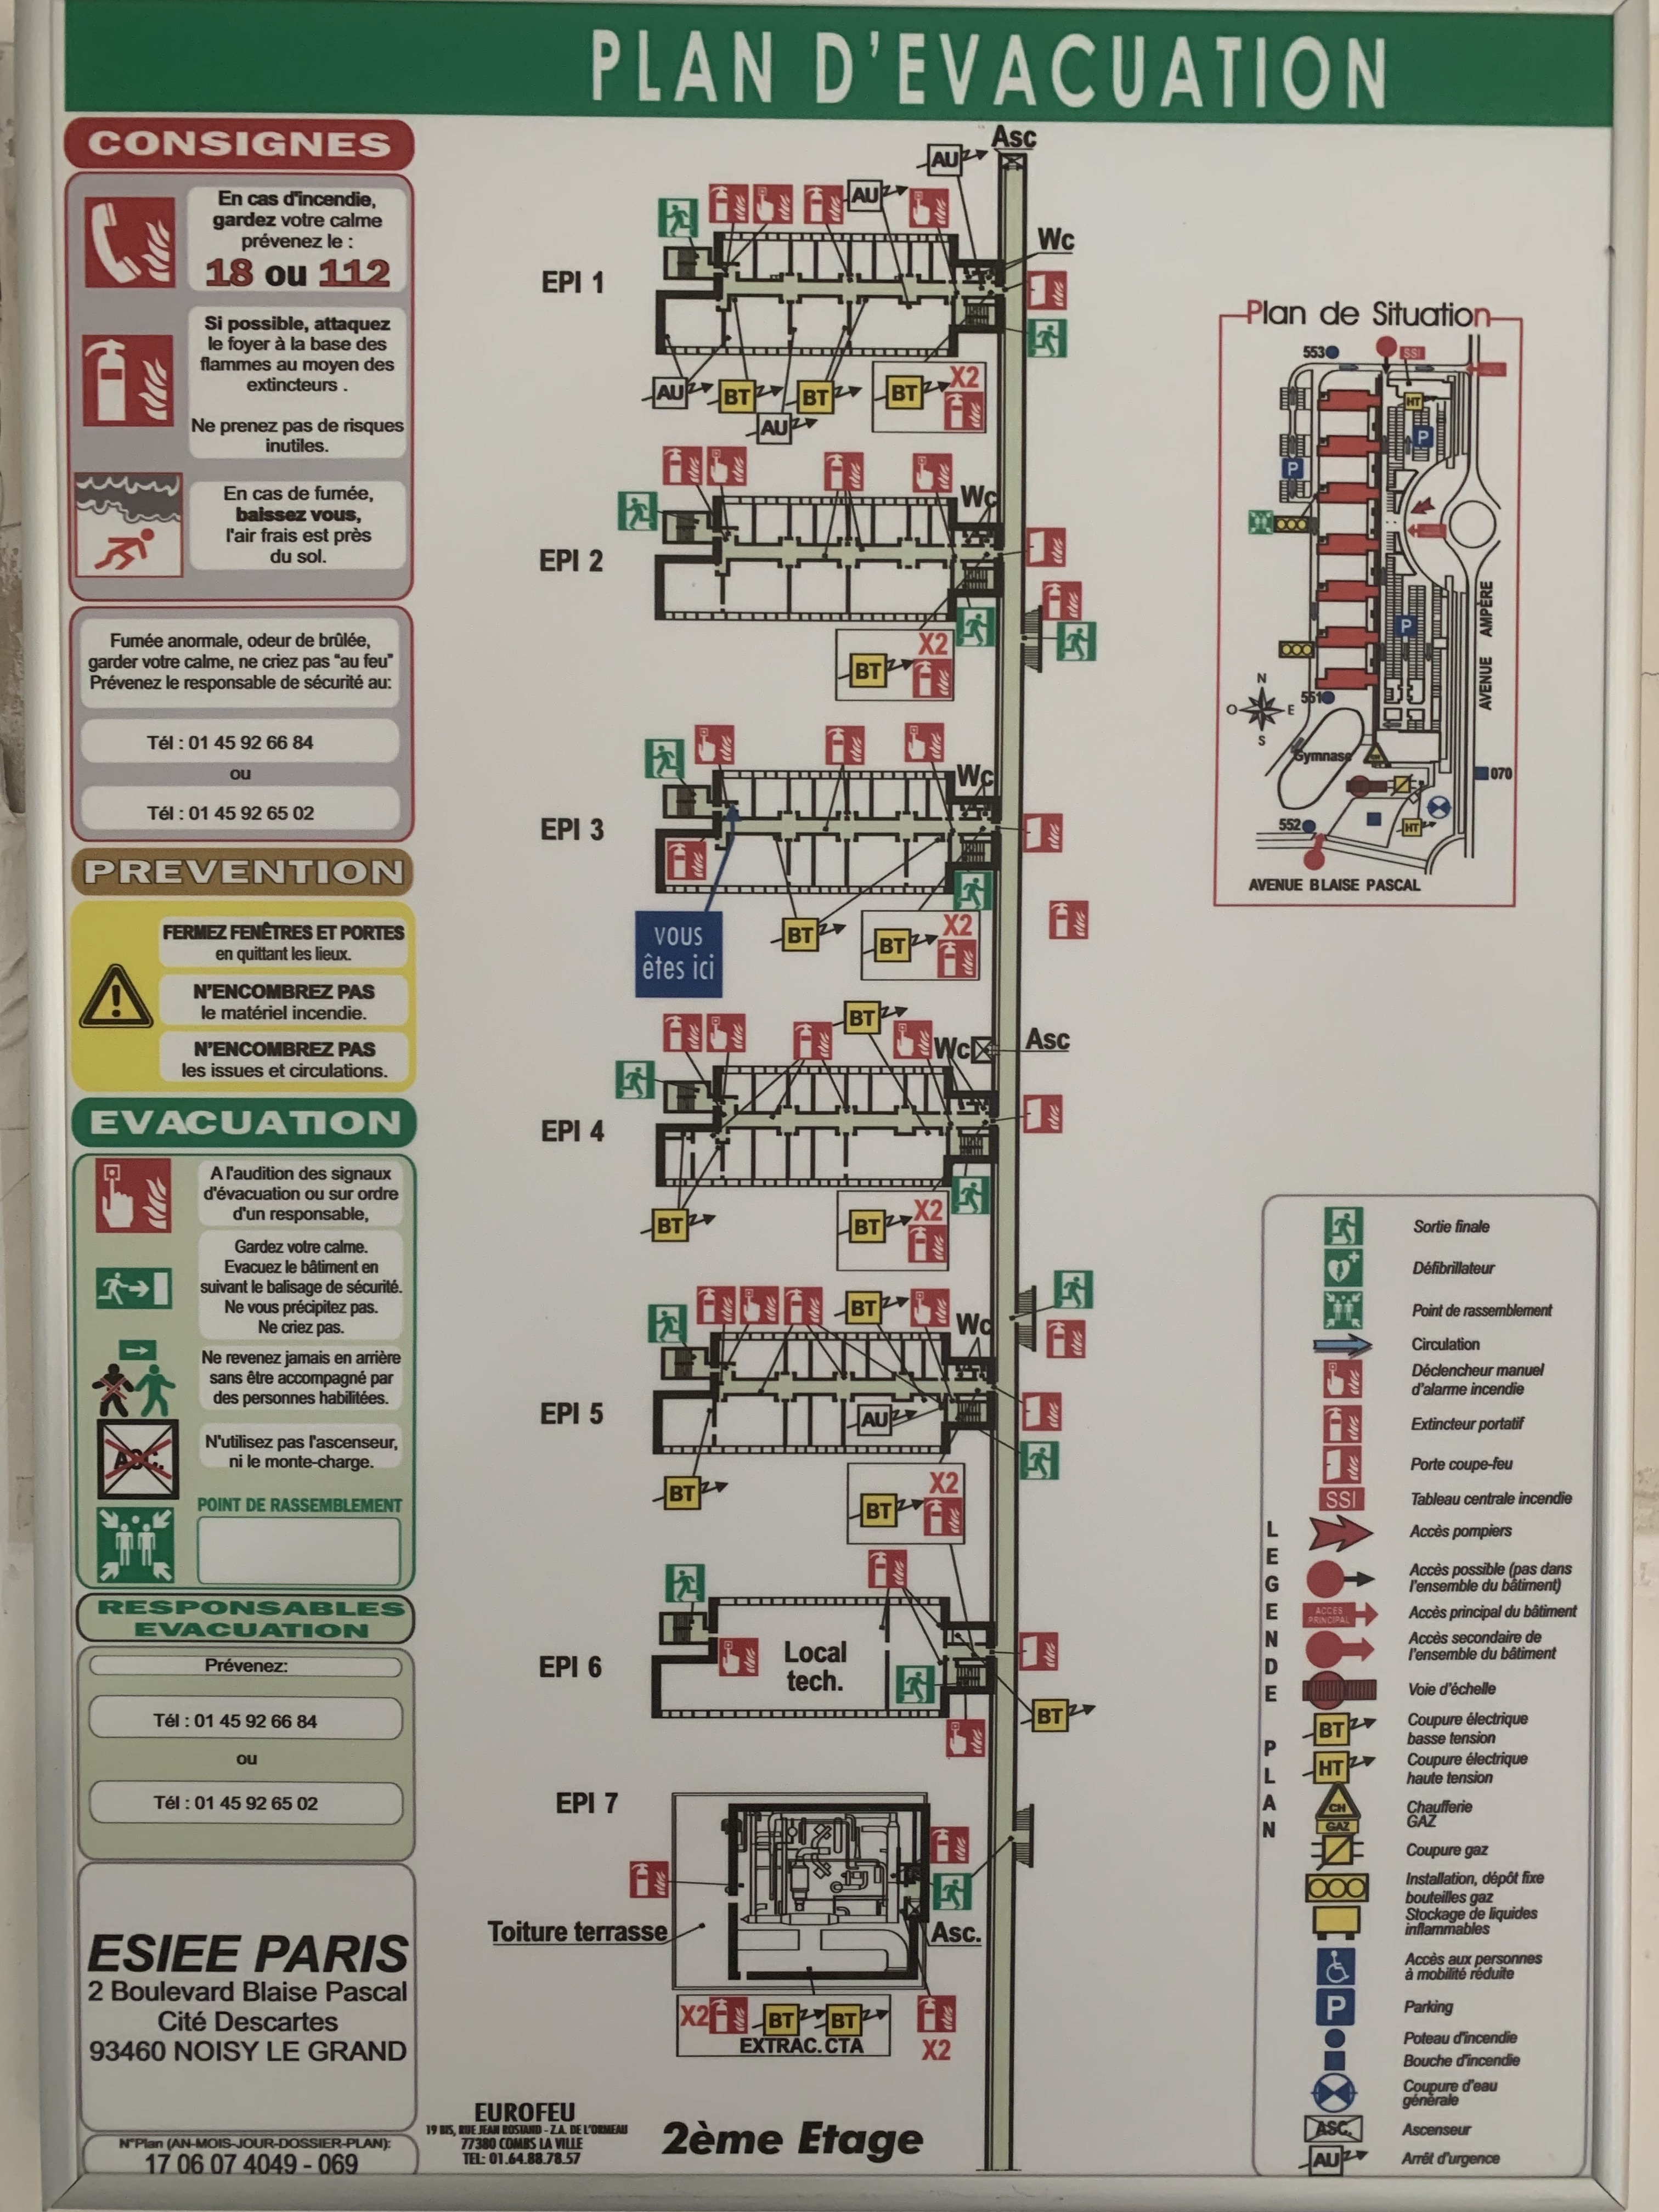 PLAN D'EVACUATION
CONSIGNES
En cas d'incendie,
gardez votre calme
prévenez le :
18 ou 112
Si possible, attaquez
le foyer à la base des
flammes au moyen des
extincteurs .
Ne prenez pas de risques
inutiles.
En cas de fumée,
baissez vous,
l'air frais est près
du sol.
Fumée anormale, odeur de brûlée,
garder votre calme, ne criez pas "au feu"
Prévenez le responsable de sécurité au:
Tél : 01 45 92 66 84
ou
Tél : 01 45 92 65 02
PREVENTION
FERMEZ FENÊTRES ET PORTES
en quittant les lieux.
N'ENCOMBREZ PAS
le matériel incendie.
N'ENCOMBREZ PAS
les issues et circulations.
EVACUATION
A l'audition des signaux
d'évacuation ou sur ordre
d'un responsable,
Gardez votre calme.
Evacuez le bâtiment en
suivant le balisage de sécurité.
Ne vous précipitez pas.
Ne criez pas.
Ne revenez jamais en arrière
sans être accompagné par
des personnes habilitées.
ASC.
N'utilisez pas l'ascenseur,
ni le monte-charge.
POINT DE RASSEMBLEMENT
RESPONSABLES
EVACUATION
Prévenez:
Tél : 01 45 92 66 84
ou
Tél : 01 45 92 65 02
ESIEE PARIS
2 Boulevard Blaise Pascal
Cité Descartes
93460 NOISY LE GRAND
N°Plan (AN-MOIS-JOUR-DOSSIER-PLAN):
17 06 07 4049 - 069
Asc
AU
AU
Wc
EPI 1
AU
BT
AU
BT
BT
X2
Wc
EPI 2
BT
X2
Wc
EPI 3
vous
êtes ici
BT
BT
X2
BT
Wc
Asc
EPI 4
BT
BT
X2
BT
Wc
EPI 5
AU
BT
BT
X2
EPI 6
Local
tech.
BT
EPI 7
Toiture terrasse
Asc.
X2
BT
BT
EXTRAC.CTA
X2
EUROFEU
19 BIS, RUE JEAN ROSTAND - Z.A. DE L'ORMEAU
77380 COMBS LA VILLE
TEL: 01.64.88.78.57
2ème Etage
Plan de Situation
553
SSI
HT
P
P
P
AVENUE AMPÈRE
N
O
E
S
551
Gymnase
070
552
HT
AVENUE BLAISE PASCAL
LEGENDE PLAN
Sortie finale
Défibrillateur
Point de rassemblement
Circulation
Déclencheur manuel
d'alarme incendie
Extincteur portatif
Porte coupe-feu
SSI
Tableau centrale incendie
Accès pompiers
Accès possible (pas dans
l'ensemble du bâtiment)
ACCES
PRINCIPAL
Accès principal du bâtiment
Accès secondaire de
l'ensemble du bâtiment
Voie d'échelle
BT
Coupure électrique
basse tension
HT
Coupure électrique
haute tension
CH
GAZ
Chaufferie
GAZ
Coupure gaz
Installation, dépôt fixe
bouteilles gaz
Stockage de liquides
inflammables
Accès aux personnes
à mobilité réduite
P
Parking
Poteau d'incendie
Bouche d'incendie
Coupure d'eau
générale
ASC.
Ascenseur
AU
Arrêt d'urgence